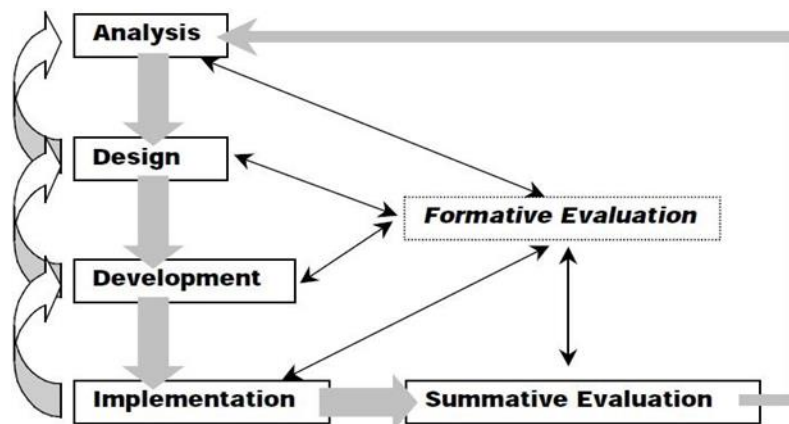 Analysis
Design
Formative Evaluation
Development
Implementation
Summative Evaluation